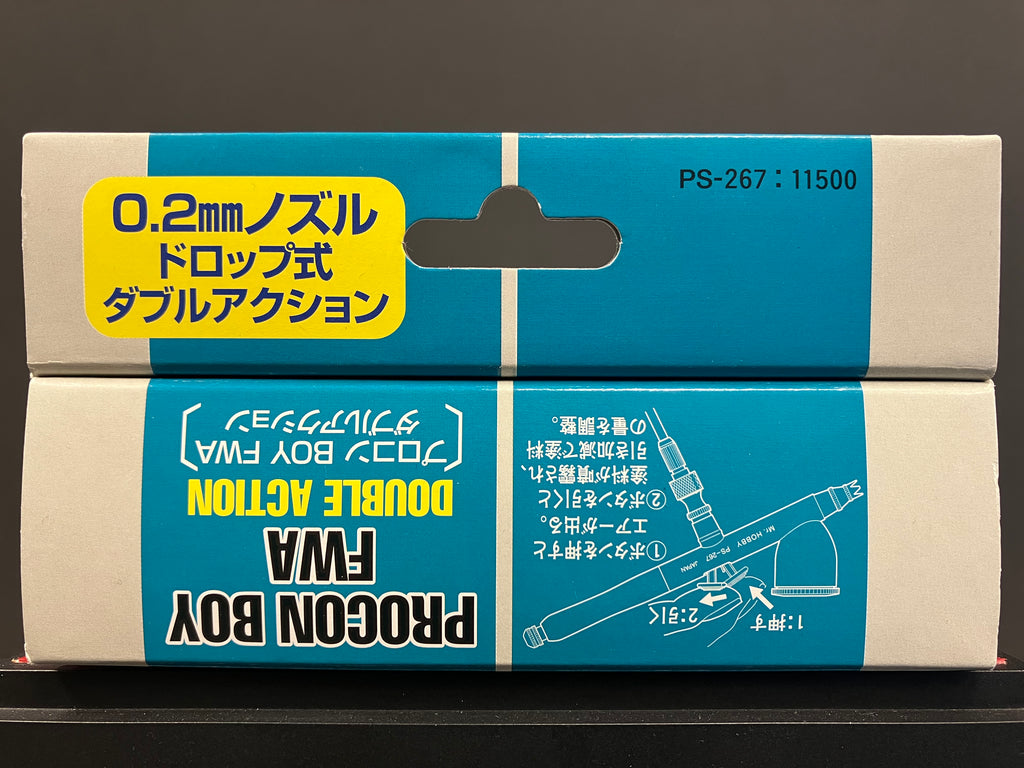 0.2mmノズル
ドロップ式
ダブルアクション
PS-267：11500
PROCON BOY
FWA
DOUBLE ACTION
〔プロコン BOY FWA
ダブルアクション〕
1:押す
2:引く
Mr. HOBBY PS-267 JAPAN
①ボタンを押すと
エアーが出る。
②ボタンを引くと
塗料が噴霧され、
引き加減で塗料
の量を調整。